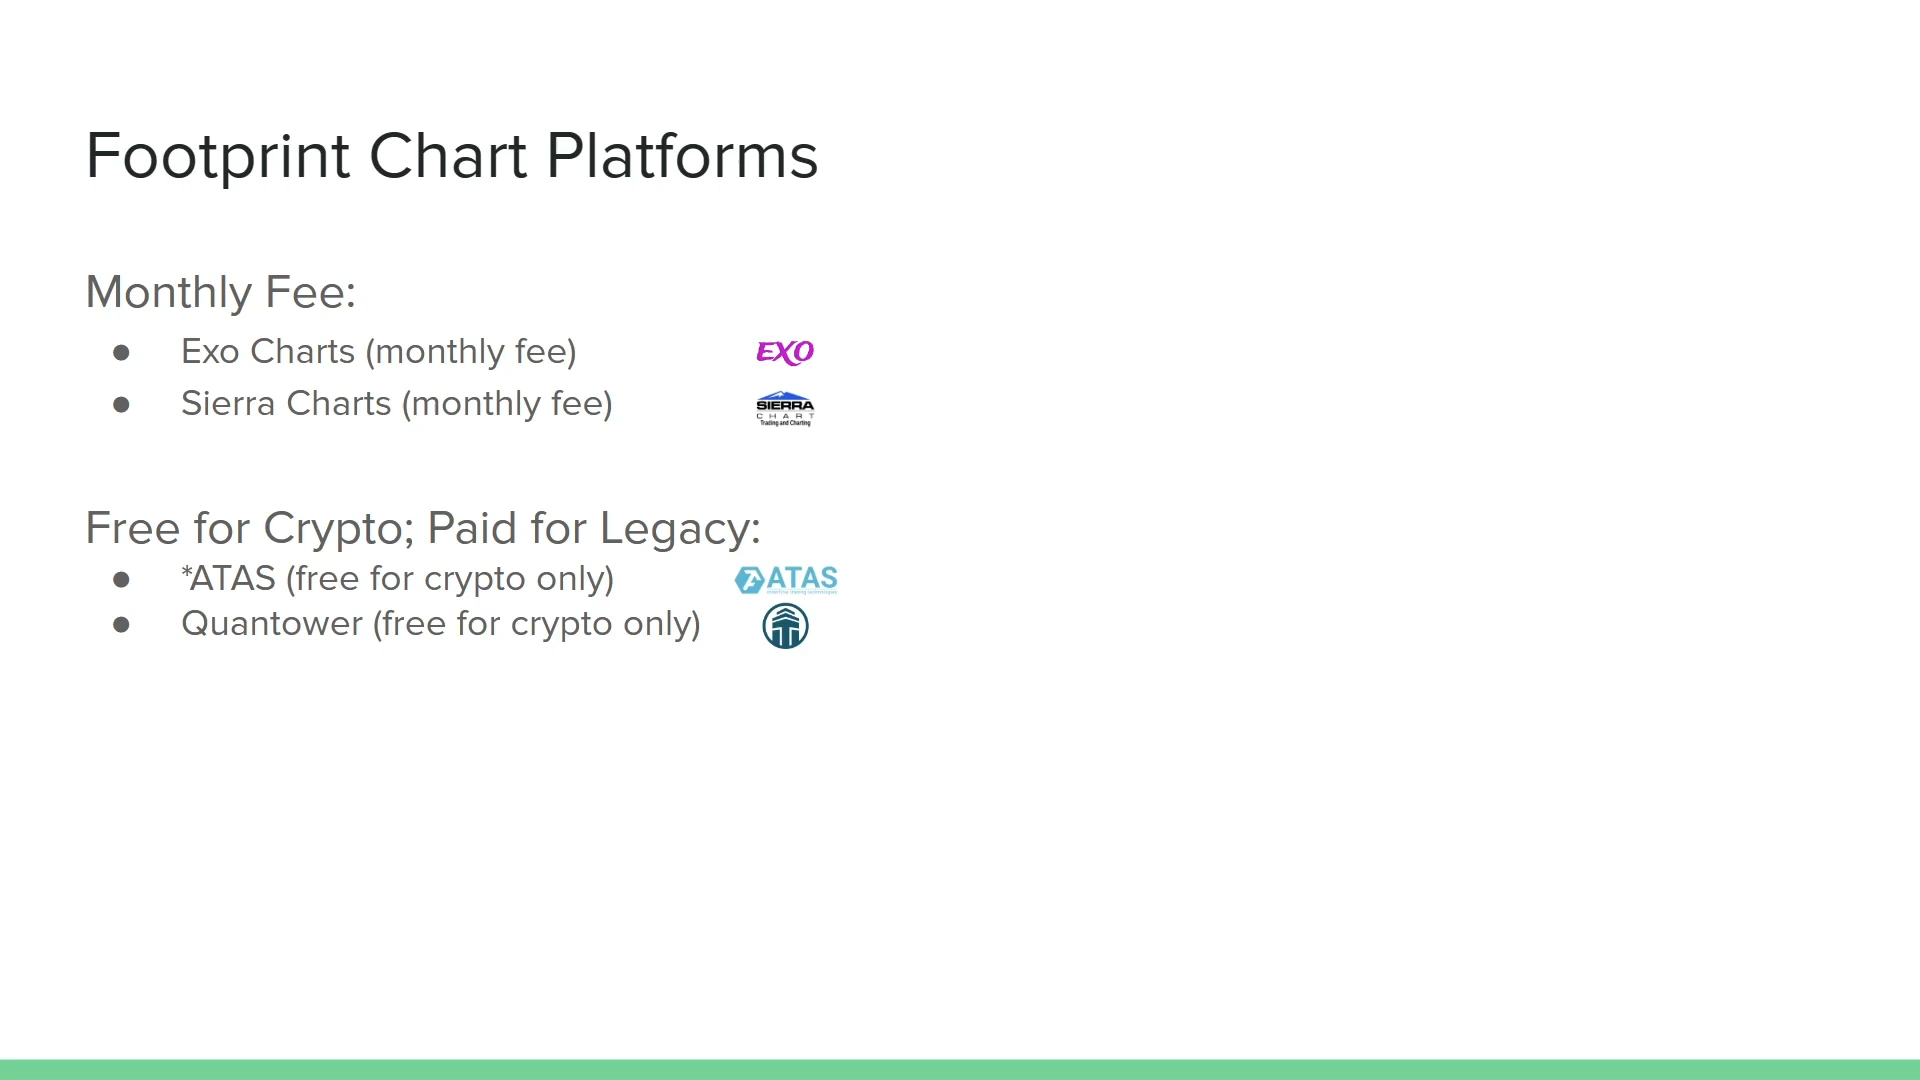 Footprint Chart Platforms
Monthly Fee:
● Exo Charts (monthly fee)
EXO
● Sierra Charts (monthly fee)
SIERRA
CHART
Trading and Charting
Free for Crypto; Paid for Legacy:
● *ATAS (free for crypto only)
ATAS
● Quantower (free for crypto only)